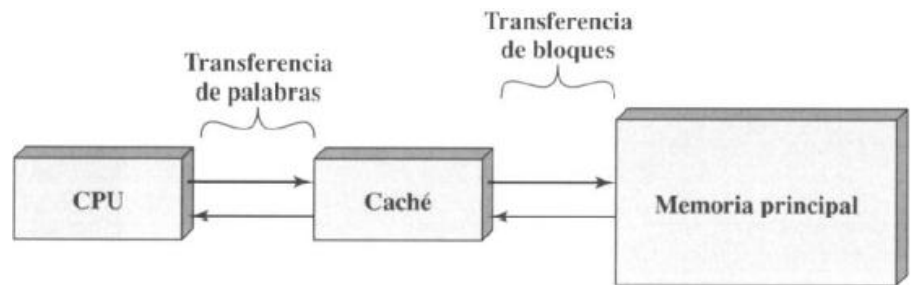 Transferencia
de palabras
Transferencia
de bloques
CPU
Caché
Memoria principal